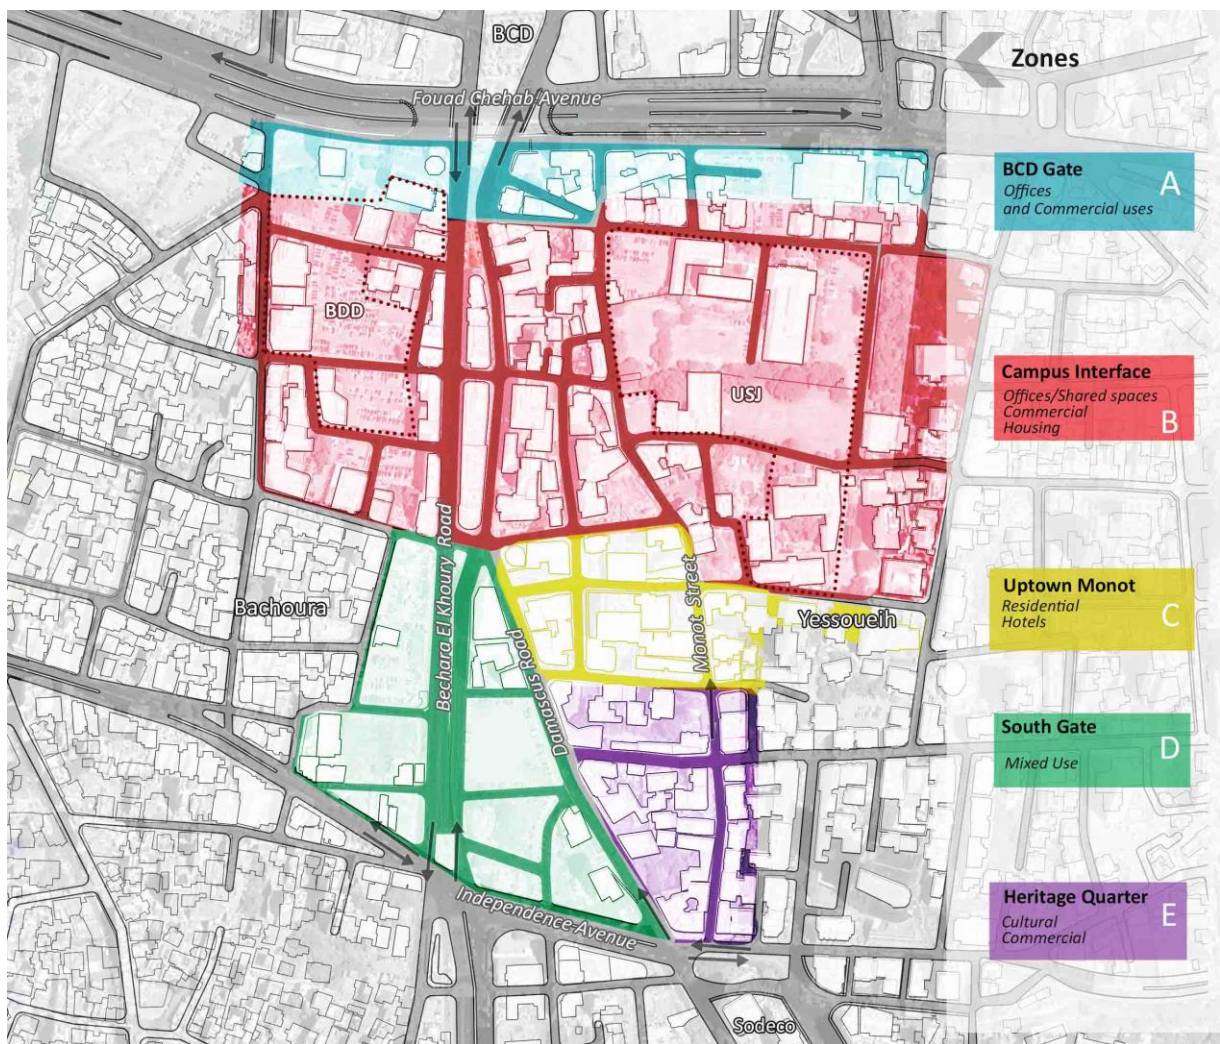 BCD
Zones
Fouad Chehab Avenue
BCD Gate
Offices
and Commercial uses
A
BDD
USJ
Campus Interface
Offices/Shared spaces
Commercial
Housing
B
Bechara El Khoury Road
Monot Street
Bachoura
Yessoueih
Uptown Monot
Residential
Hotels
C
Damascus Road
South Gate
Mixed Use
D
Independence Avenue
Heritage Quarter
Cultural
Commercial
E
Sodeco